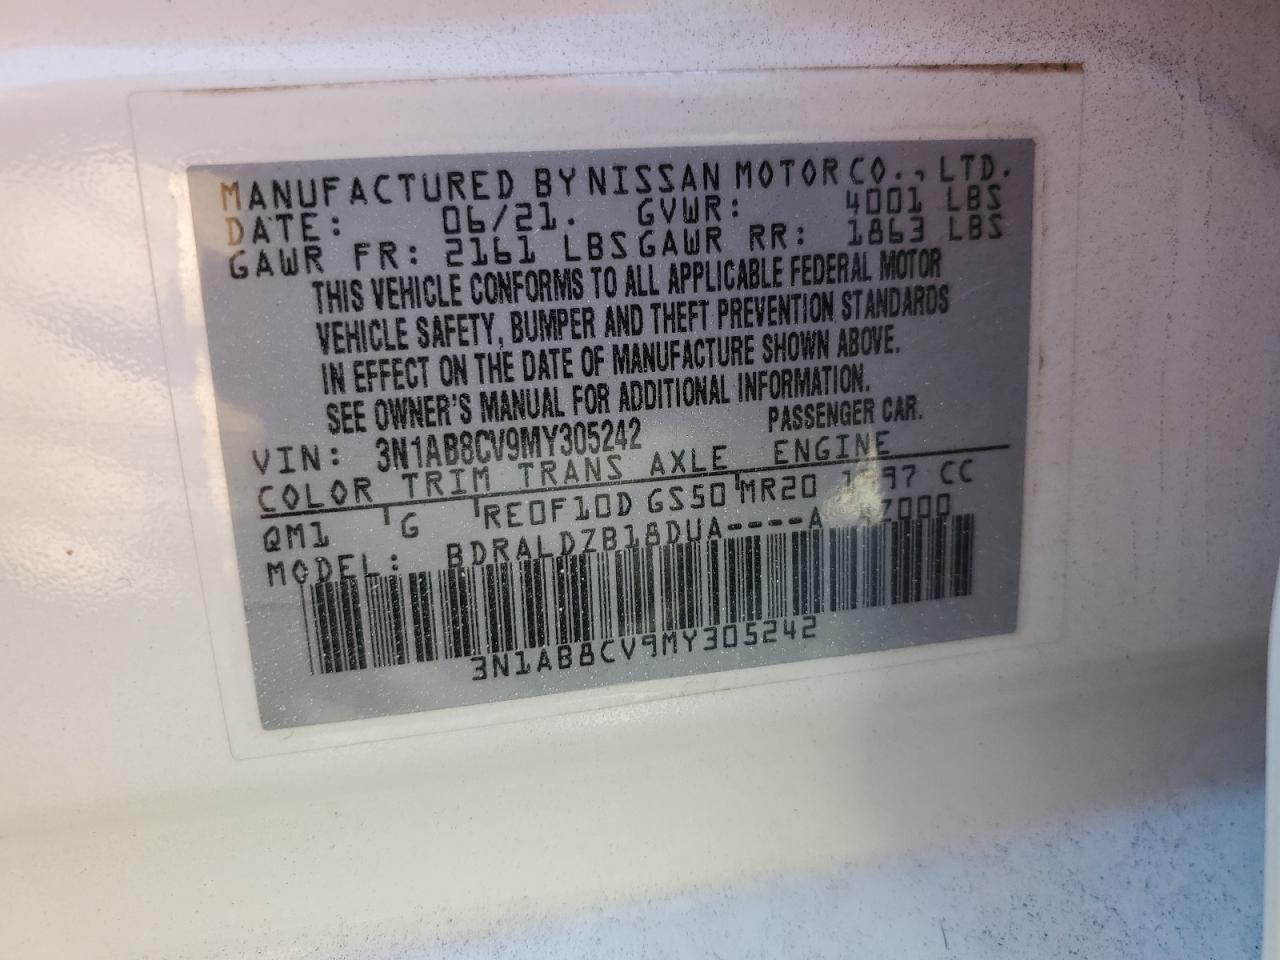 MANUFACTURED BY NISSAN MOTOR CO., LTD.
DATE: 06/21. GVWR: 4001 LBS
GAWR FR: 2161 LBS GAWR RR: 1863 LBS
THIS VEHICLE CONFORMS TO ALL APPLICABLE FEDERAL MOTOR
VEHICLE SAFETY, BUMPER AND THEFT PREVENTION STANDARDS
IN EFFECT ON THE DATE OF MANUFACTURE SHOWN ABOVE.
SEE OWNER'S MANUAL FOR ADDITIONAL INFORMATION.
VIN: 3N1AB8CV9MY305242 PASSENGER CAR.
COLOR TRIM TRANS AXLE ENGINE
QM1 G RE0F10D GS50 MR20 CC
MODEL: BDRALDZB18DUA----A
3N1AB8CV9MY305242